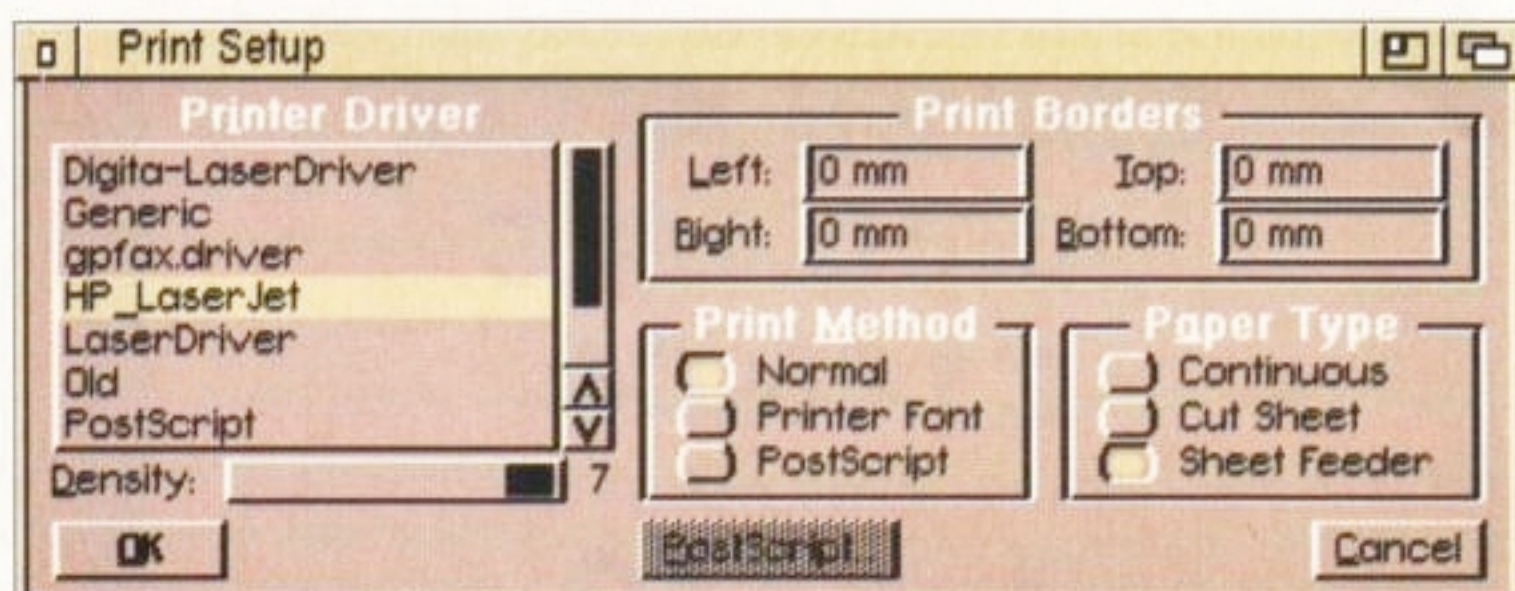 Print Setup
Printer Driver
Digita-LaserDriver
Generic
gpfax.driver
HP_LaserJet
LaserDriver
Old
PostScript
Density: 7
Print Borders
Left: 0 mm
Top: 0 mm
Right: 0 mm
Bottom: 0 mm
Print Method
Normal
Printer Font
PostScript
Paper Type
Continuous
Cut Sheet
Sheet Feeder
OK
PostScript
Cancel